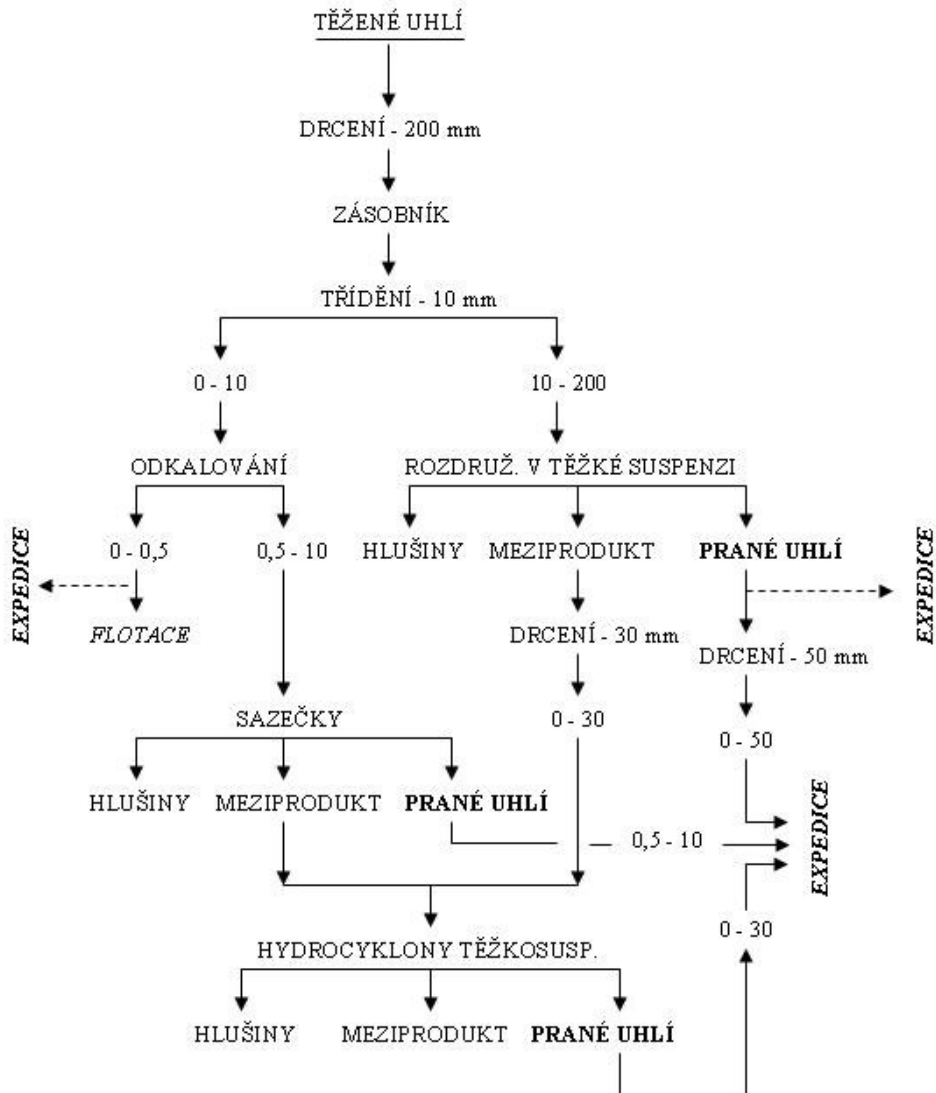 TĚŽENÉ UHLÍ
DRCENÍ - 200 mm
ZÁSOBNÍK
TŘÍDĚNÍ - 10 mm
0 - 10
10 - 200
ODKALOVÁNÍ
ROZDRUŽ. V TĚŽKÉ SUSPENZI
EXPEDICE
0 - 0,5
0,5 - 10
HLUŠINY
MEZIPRODUKT
PRANÉ UHLÍ
EXPEDICE
FLOTACE
DRCENÍ - 30 mm
DRCENÍ - 50 mm
SAZEČKY
0 - 30
0 - 50
HLUŠINY
MEZIPRODUKT
PRANÉ UHLÍ
0,5 - 10
EXPEDICE
0 - 30
HYDROCYKLONY TĚŽKOSUSP.
HLUŠINY
MEZIPRODUKT
PRANÉ UHLÍ